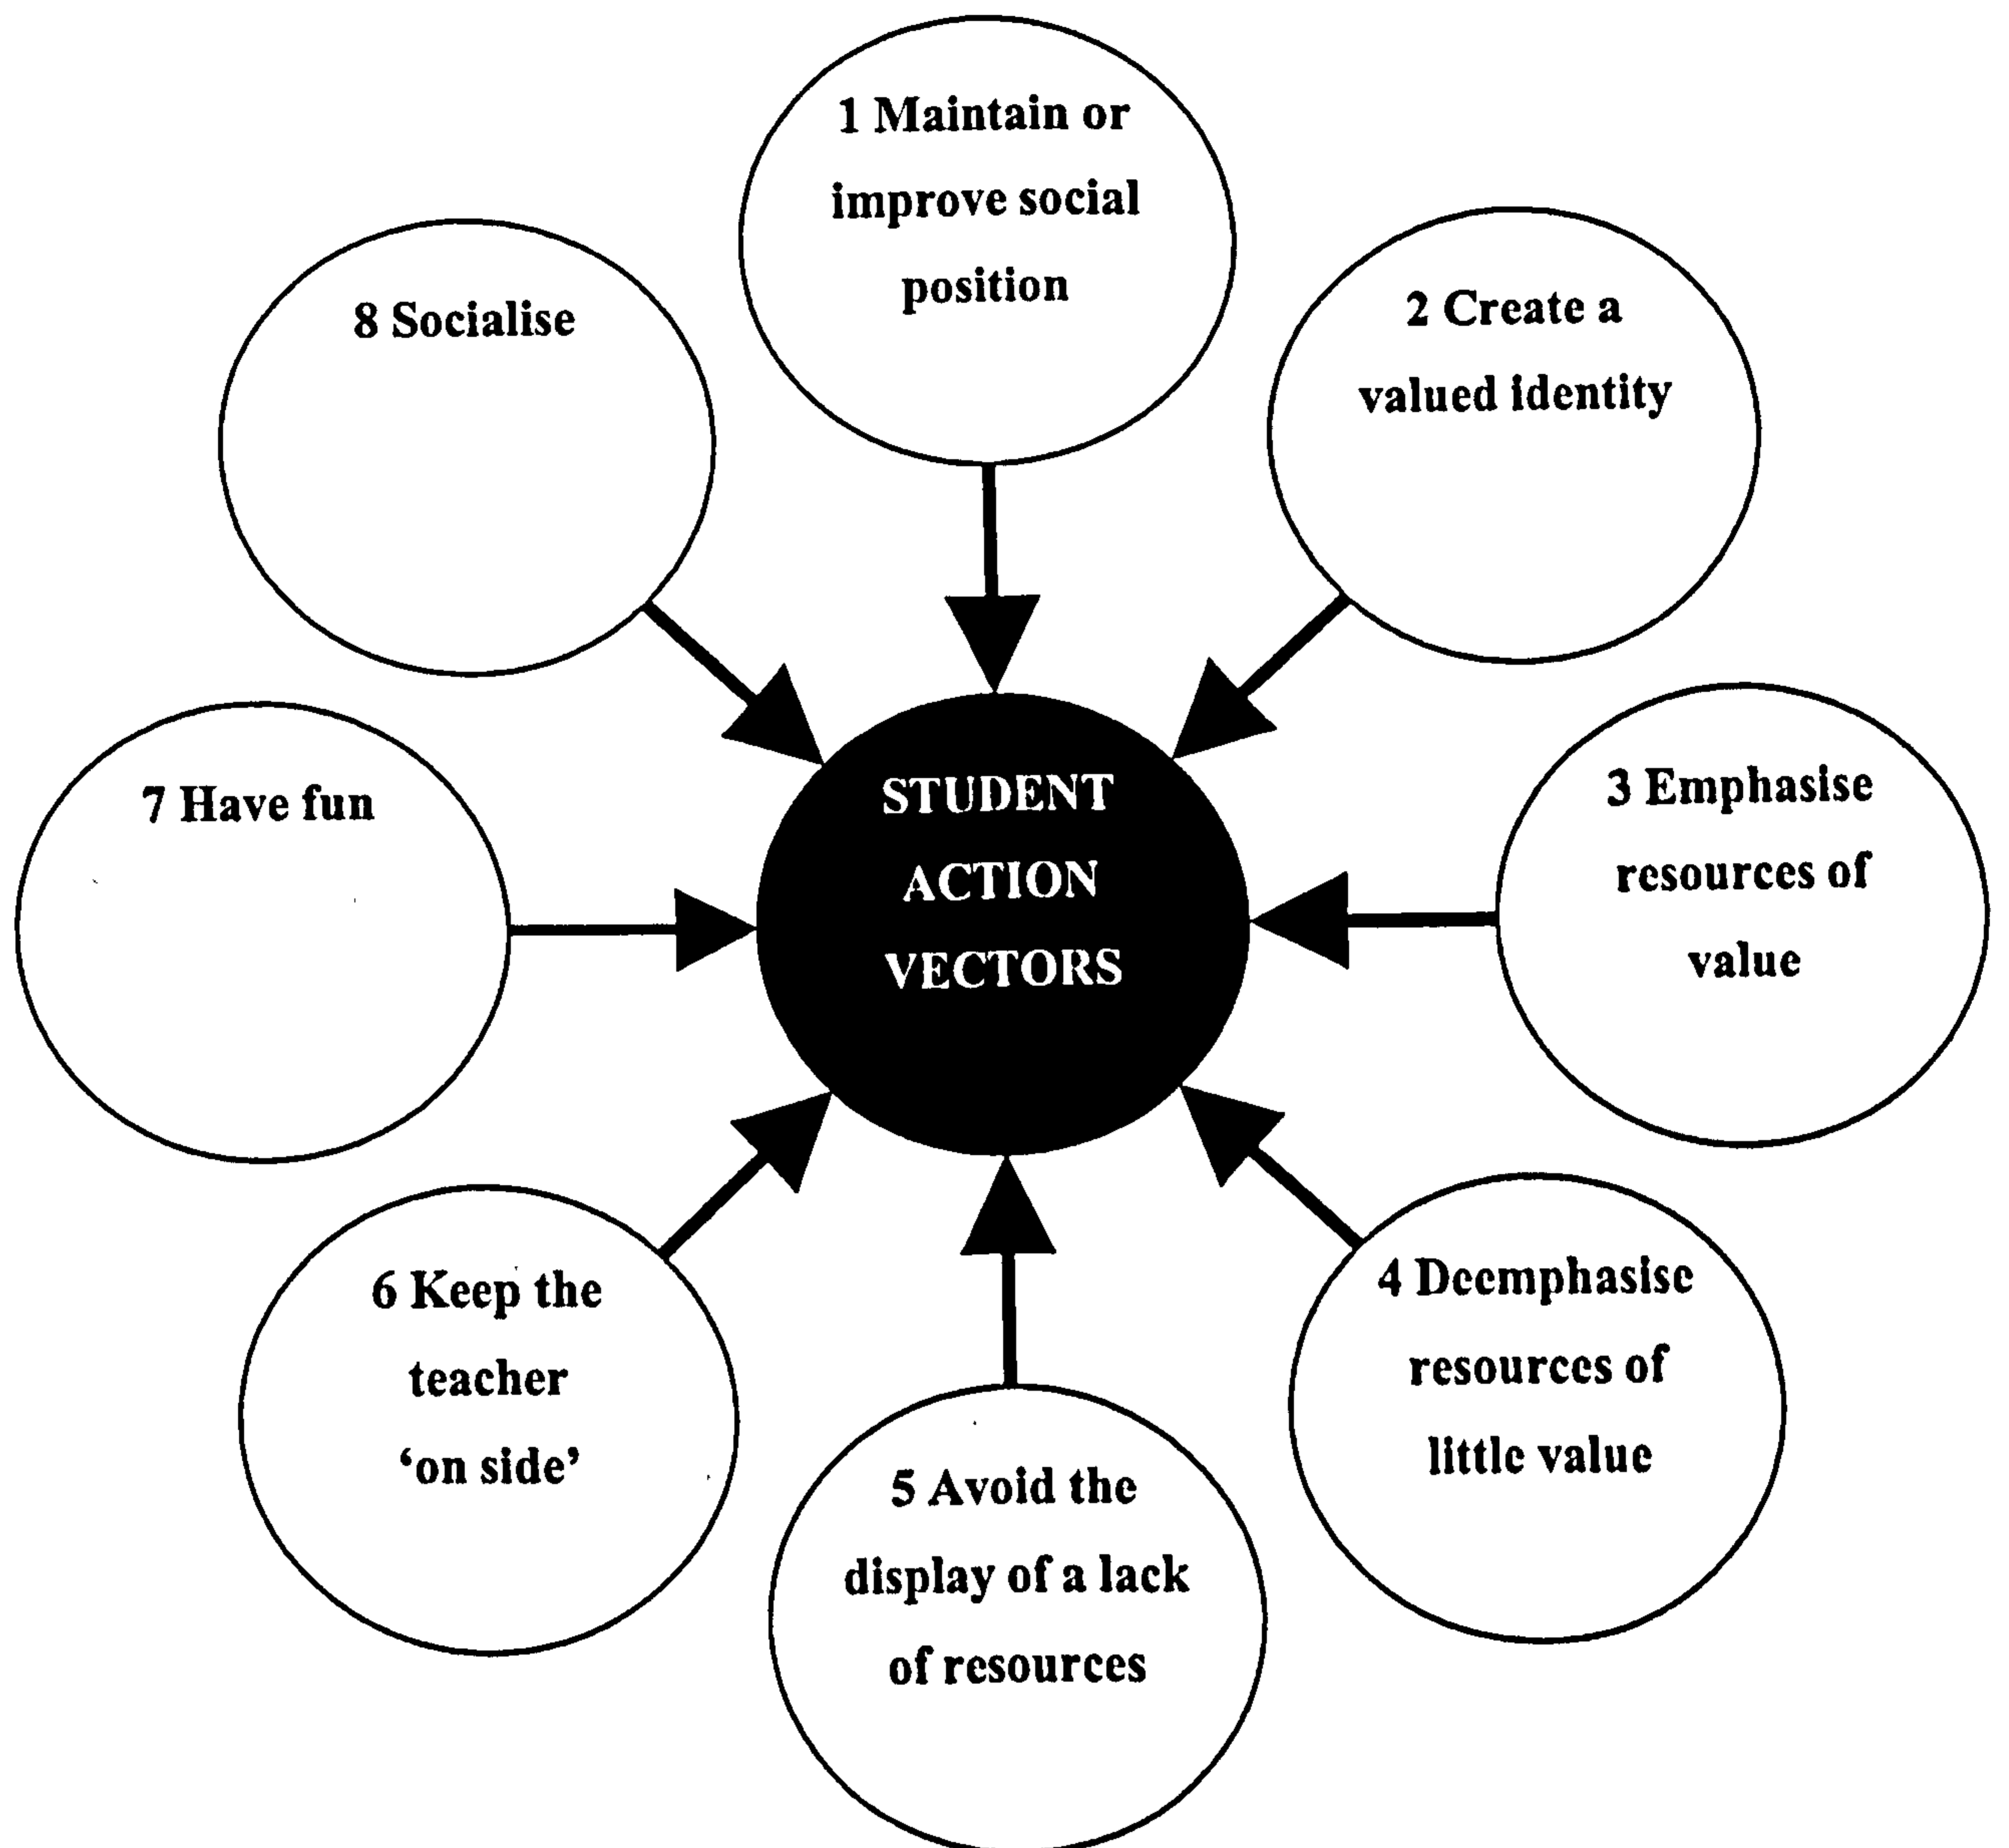 1 Maintain or
improve social
position
2 Create a
valued identity
3 Emphasise
resources of
value
4 Deemphasise
resources of
little value
5 Avoid the
display of a lack
of resources
6 Keep the
teacher
‘on side’
7 Have fun
8 Socialise
STUDENT
ACTION
VECTORS